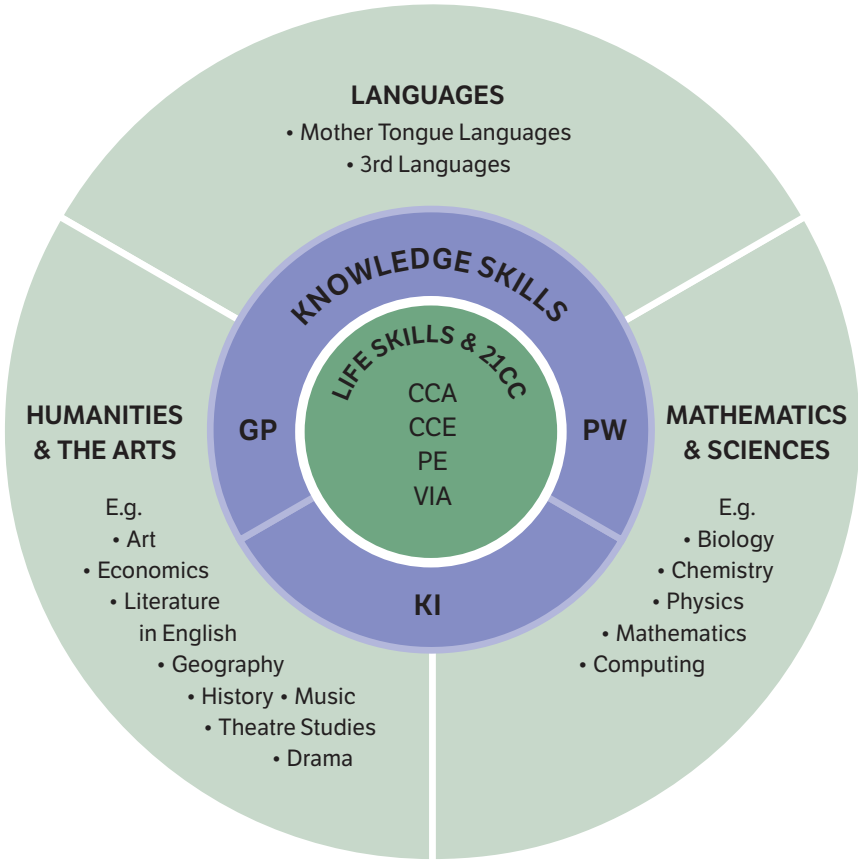 LANGUAGES
• Mother Tongue Languages
• 3rd Languages
KNOWLEDGE SKILLS
LIFE SKILLS & 21CC
CCA
CCE
PE
VIA
GP
PW
KI
HUMANITIES
& THE ARTS
E.g.
• Art
• Economics
• Literature
in English
• Geography
• History • Music
• Theatre Studies
• Drama
MATHEMATICS
& SCIENCES
E.g.
• Biology
• Chemistry
• Physics
• Mathematics
• Computing